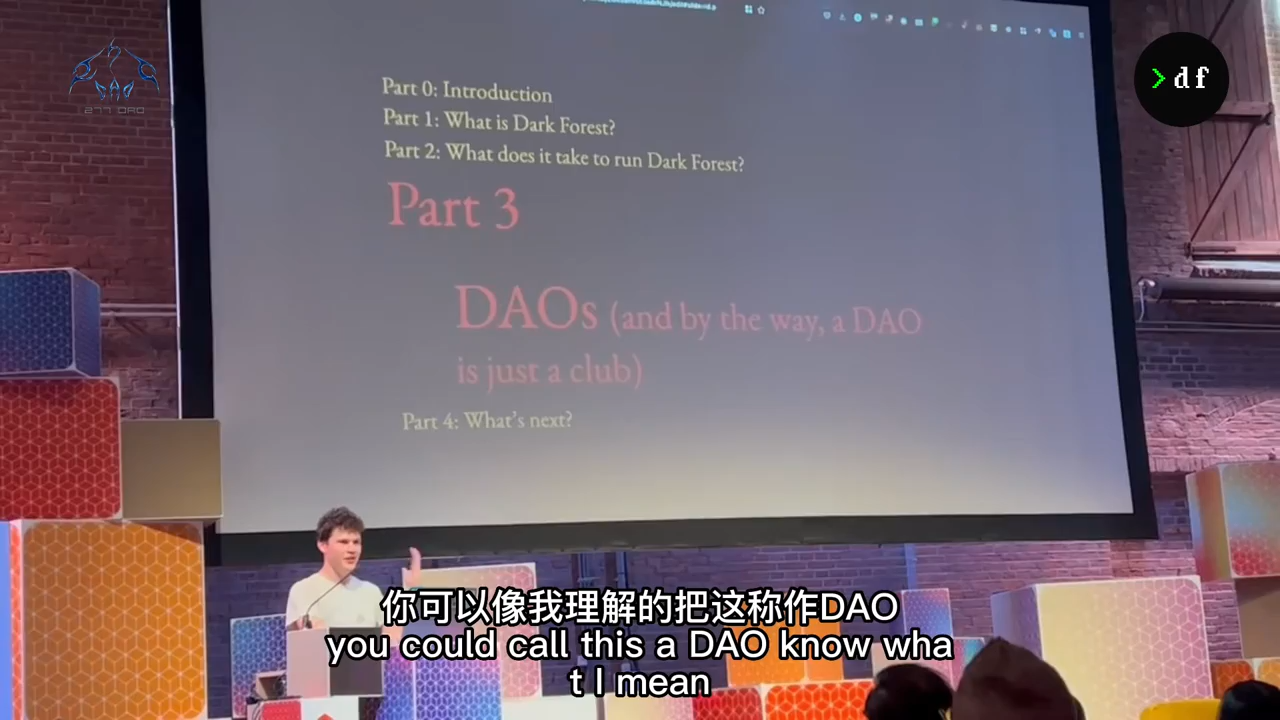 277 DAO
>df
Part 0: Introduction
Part 1: What is Dark Forest?
Part 2: What does it take to run Dark Forest?
Part 3
DAOs (and by the way, a DAO
is just a club)
Part 4: What's next?
你可以像我理解的把这称作DAO
you could call this a DAO know wha
t I mean